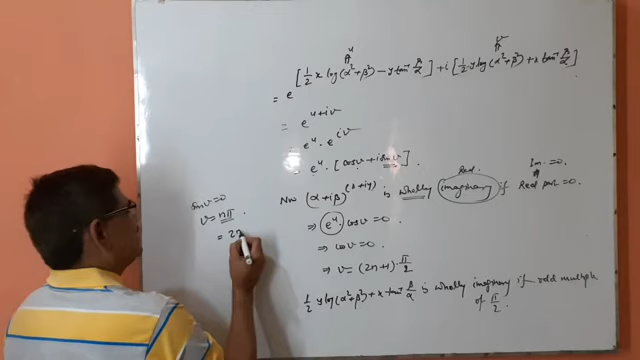 u v
= e^[1/2 x log(α²+β²) - y tan⁻¹ β/α] + i[1/2 y log(α²+β²) + x tan⁻¹ β/α]
= e^u+iv
= e^u . e^iv
= e^u . [cos v + i sin v] .
Real. Im. = 0.
Now (α+iβ)^(x+iy) is wholly imaginary if Real part = 0.
⇒ e^u . cos v = 0
⇒ cos v = 0.
⇒ v = (2n+1) . π/2
1/2 y log(α²+β²) + x tan⁻¹ β/α is wholly imaginary if odd multiple
of π/2 .
sin v = 0
v = nπ .
= 2n